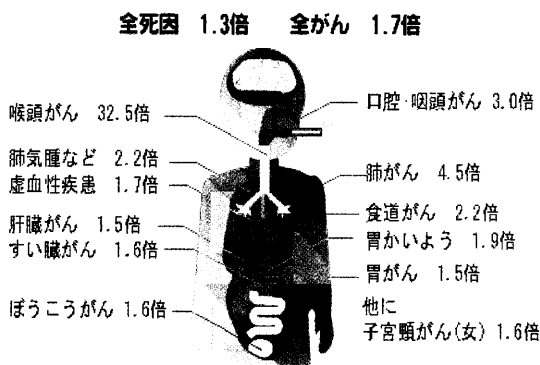 全死因 1.3倍 全がん 1.7倍
喉頭がん 32.5倍
肺気腫など 2.2倍
虚血性疾患 1.7倍
肝臓がん 1.5倍
すい臓がん 1.6倍
ぼうこうがん 1.6倍
口腔・咽頭がん 3.0倍
肺がん 4.5倍
食道がん 2.2倍
胃かいよう 1.9倍
胃がん 1.5倍
他に
子宮頸がん(女) 1.6倍